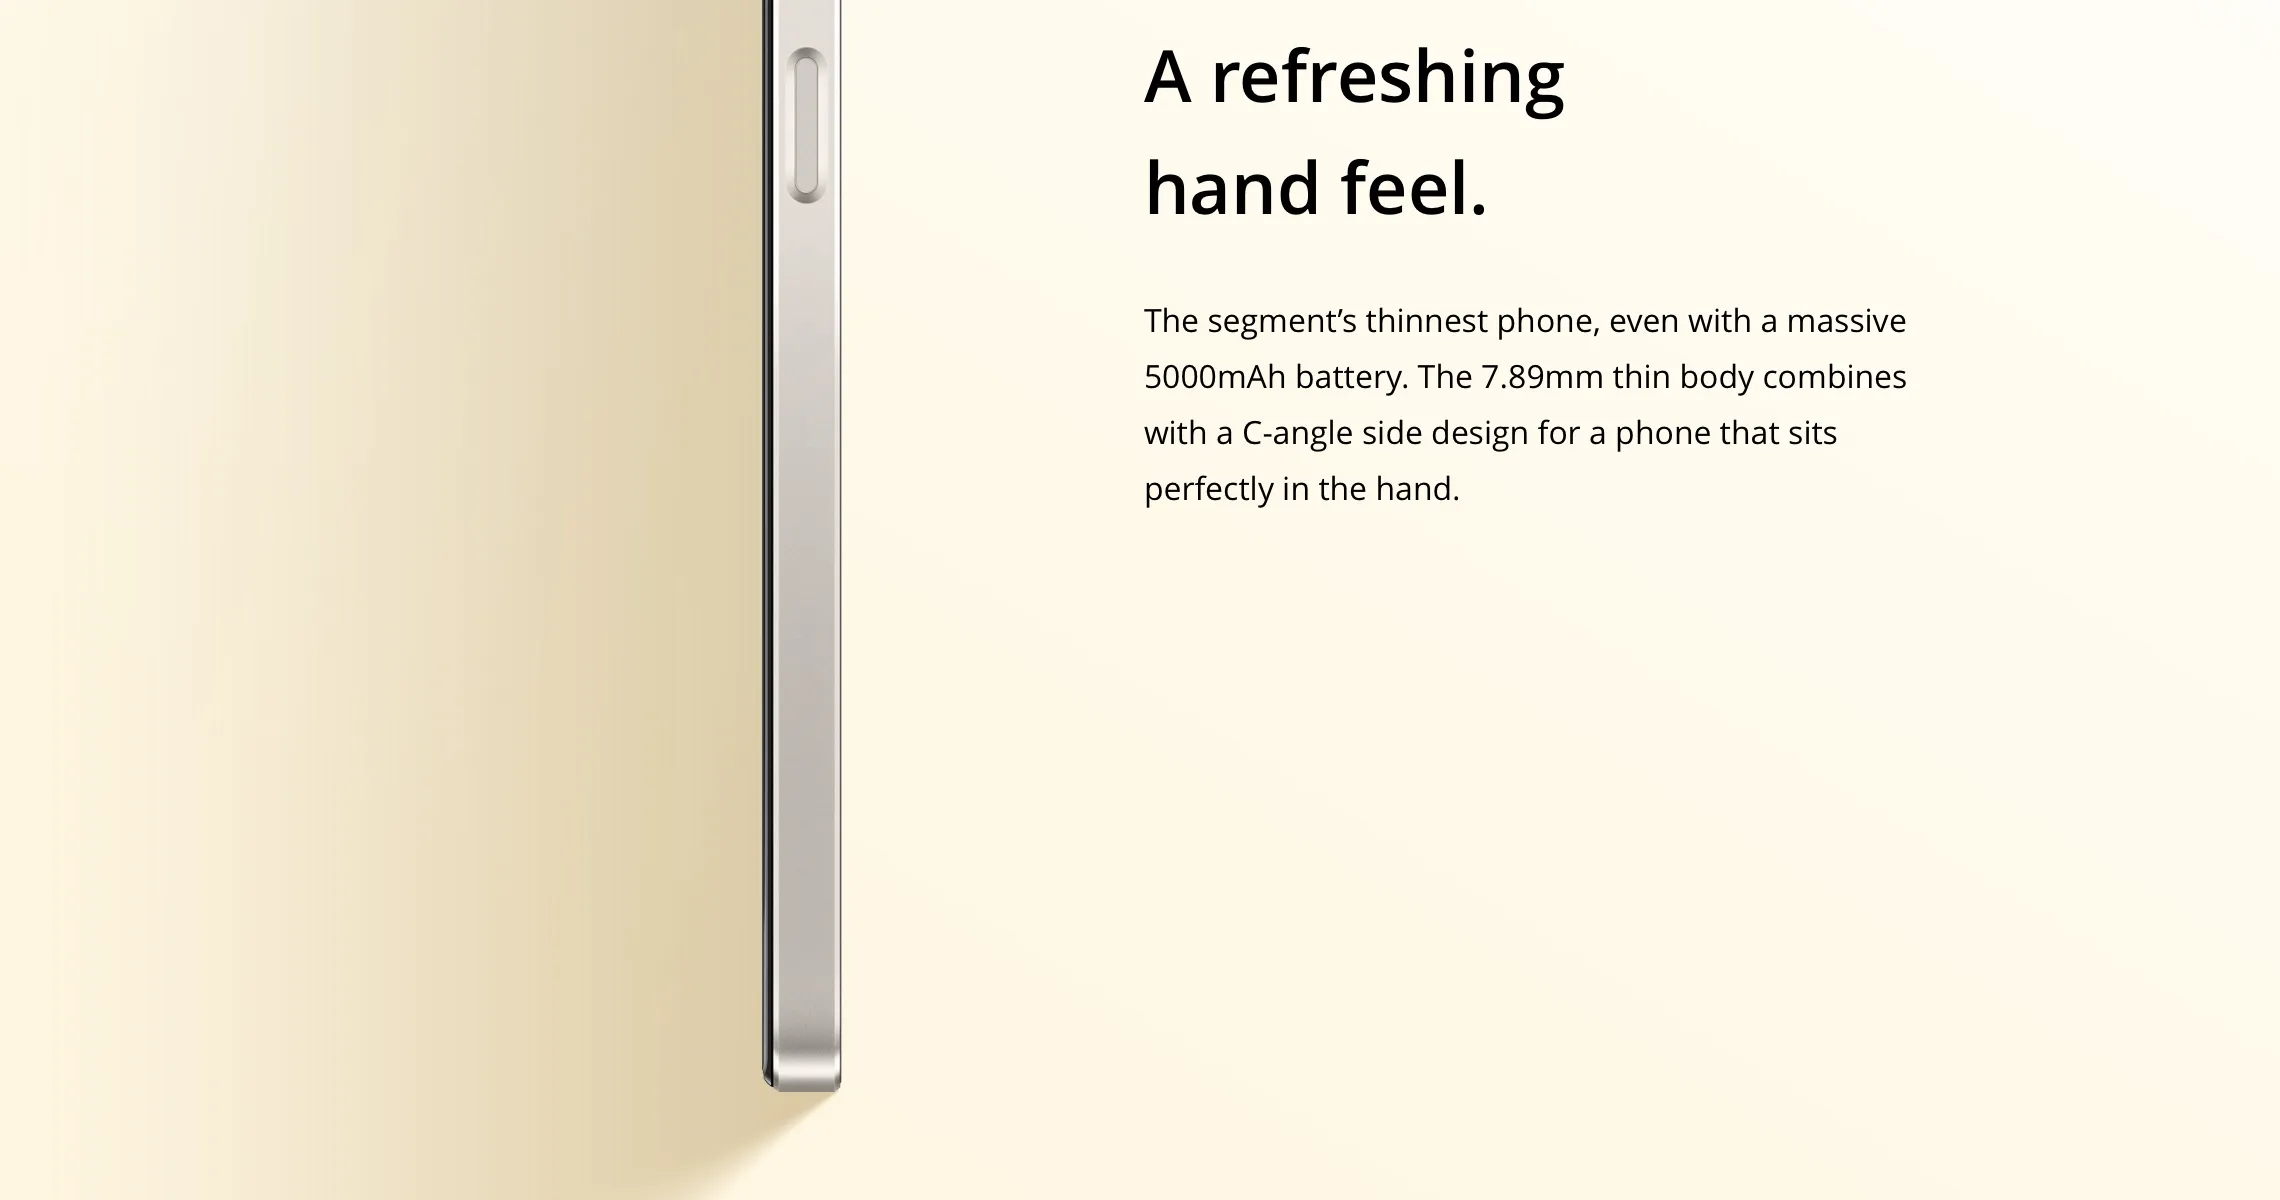 A refreshing
hand feel.
The segment’s thinnest phone, even with a massive
5000mAh battery. The 7.89mm thin body combines
with a C-angle side design for a phone that sits
perfectly in the hand.